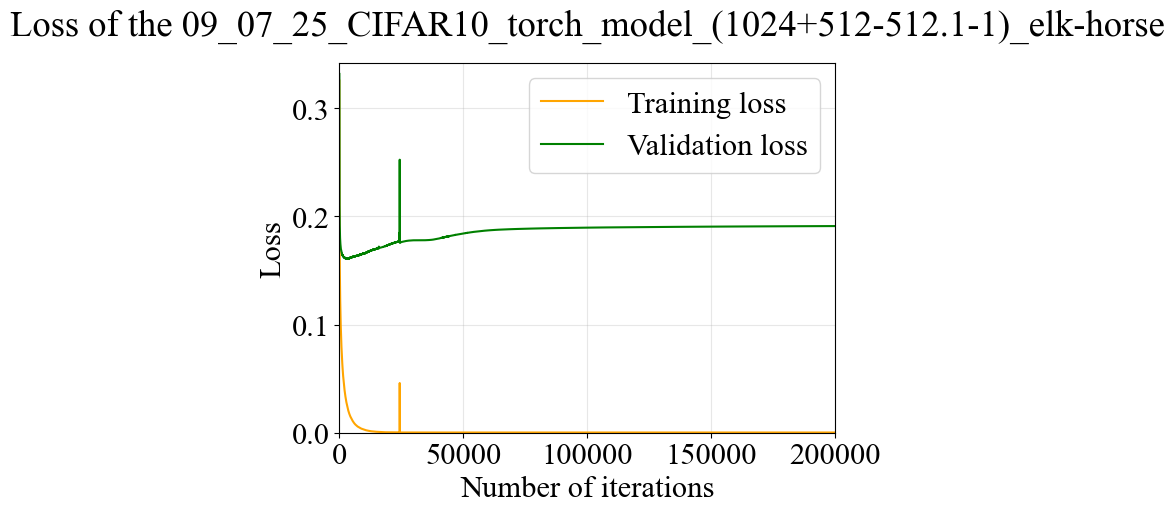 Loss of the 09_07_25_CIFAR10_torch_model_(1024+512-512.1-1)_elk-horse
Training loss
Validation loss
0.3
0.2
0.1
0.0
Loss
0 50000 100000 150000 200000
Number of iterations